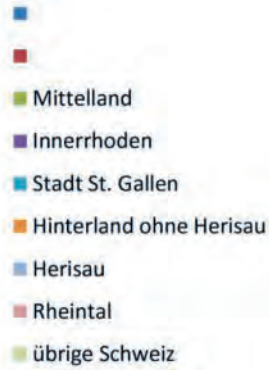 Mittelland
Innerrhoden
Stadt St. Gallen
Hinterland ohne Herisau
Herisau
Rheintal
übrige Schweiz